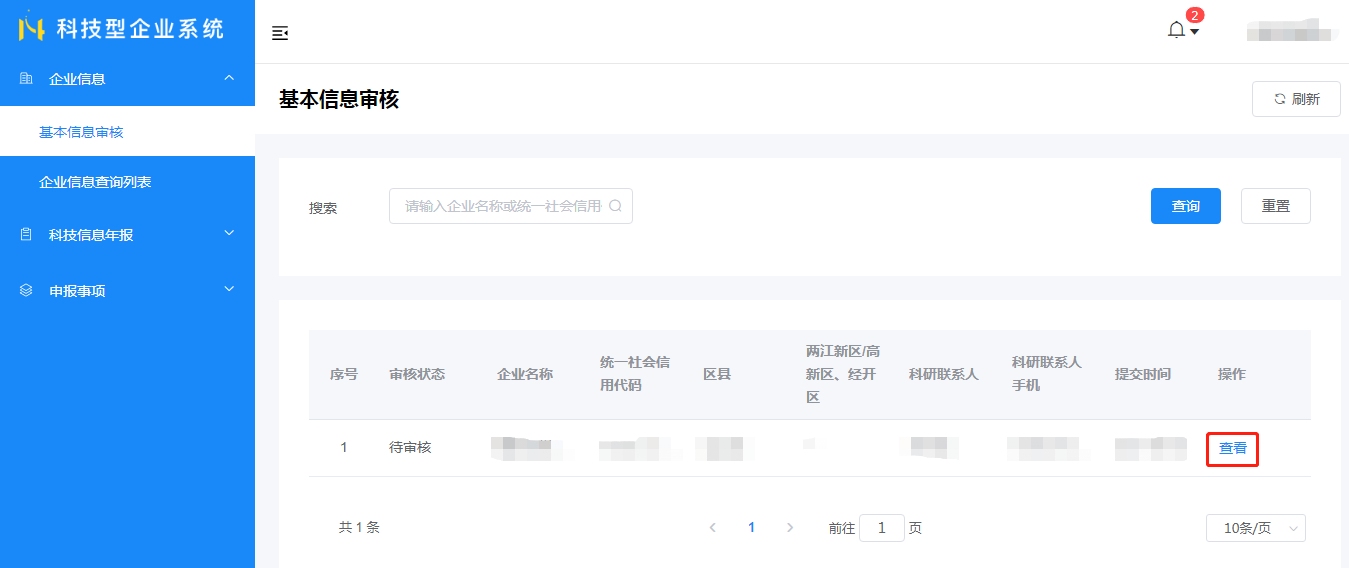 科技型企业系统
2
企业信息
基本信息审核
企业信息查询列表
科技信息年报
申报事项
基本信息审核
刷新
搜索
请输入企业名称或统一社会信用
查询
重置
序号
审核状态
企业名称
统一社会信
用代码
区县
两江新区/高
新区、经开
区
科研联系人
科研联系人
手机
提交时间
操作
1
待审核
查看
共 1 条
1
前往
1
页
10条/页